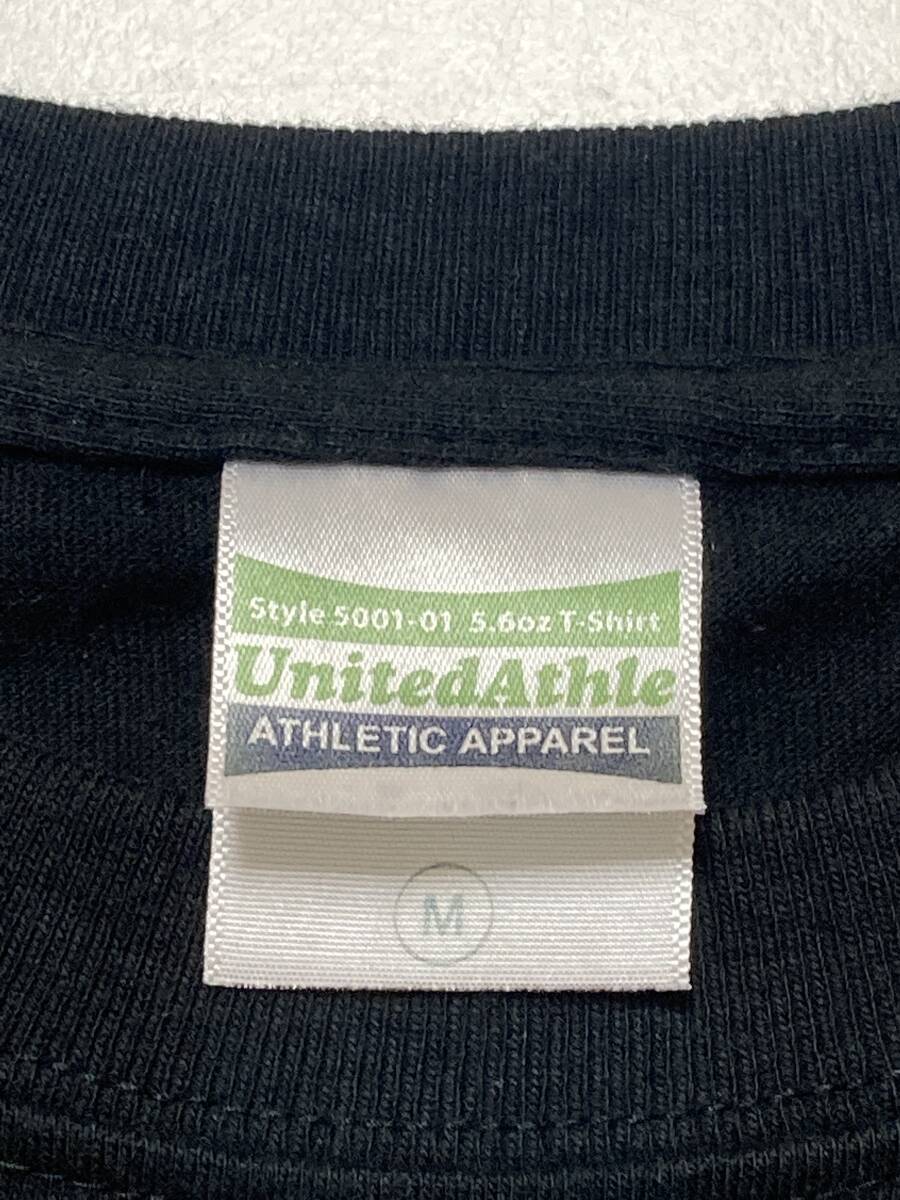 Style 5001-01 5.6oz T-Shirt
UnitedAthle
ATHLETIC APPAREL
M